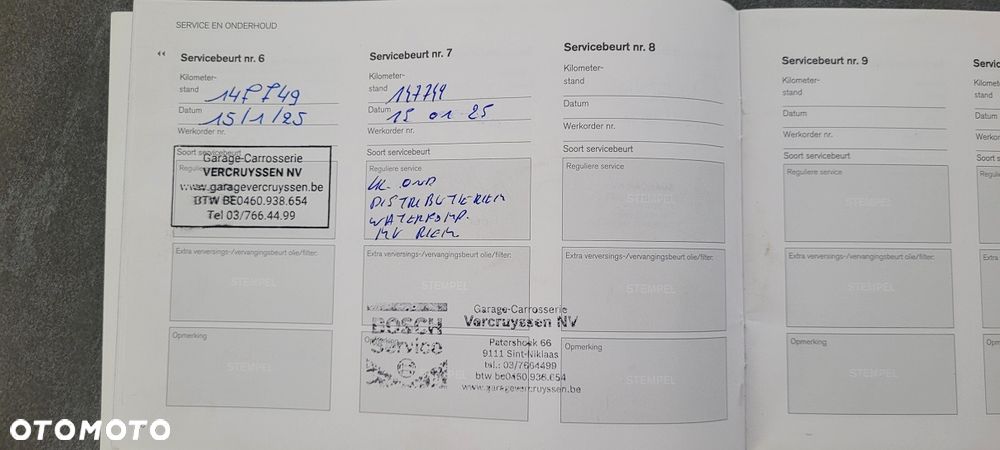 SERVICE EN ONDERHOUD
Servicebeurt nr. 6
Kilometer-
stand 147749
Datum 15/1/25
Werkorder nr.
Soort servicebeurt
Reguliere
Garage-Carrosserie
VERCRUYSSEN NV
www.garagevercruyssen.be
BTW BE0460.938.654
Tel 03/766.44.99
Extra verversings-/vervangingsbeurt olie/filter:
STEMPEL
Opmerking
STEMPEL
Servicebeurt nr. 7
Kilometer-
stand 147749
Datum 15 01 25
Werkorder nr.
Soort servicebeurt
Reguliere service
OND
DISTRIBUTIERIEM
WATERPOMP.
RIEM
Extra verversings-/vervangingsbeurt olie/filter:
STEMPEL
BOSCH
Service
Garage-Carrosserie
Vercruyssen NV
Patershoek 66
9111 Sint-Niklaas
tel.: 03/7664499
btw be0460.938.654
www.garagevercruyssen.be
Servicebeurt nr. 8
Kilometer-
stand
Datum
Werkorder nr.
Soort servicebeurt
Reguliere service
STEMPEL
Extra verversings-/vervangingsbeurt olie/filter:
STEMPEL
Opmerking
STEMPEL
Servicebeurt nr. 9
Kilometer-
stand
Datum
Werkorder nr.
Soort servicebeurt
Reguliere service
STEMPEL
Extra verversings-/vervangingsbeurt olie/filter:
STEMPEL
Opmerking
STEMPEL
OTOMOTO